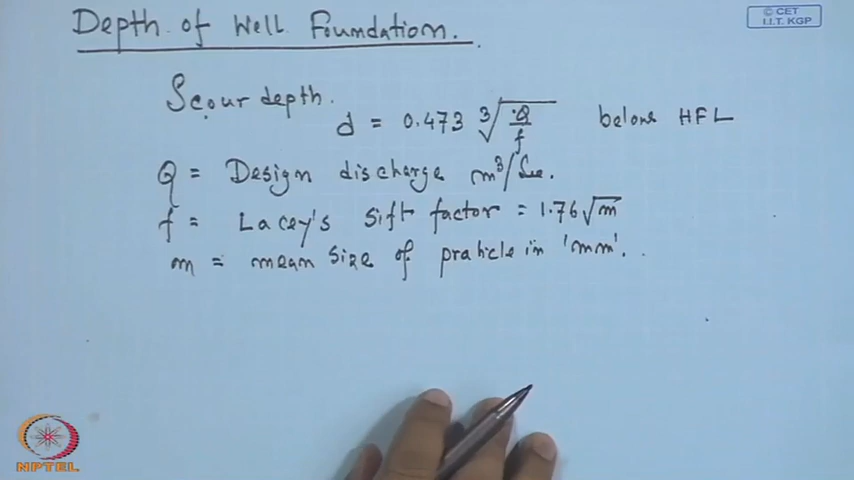 Depth of Well Foundation.
© CET
I.I.T. KGP
Scour depth.
d = 0.473 ∛(Q/f) below HFL
Q = Design discharge m³/Sec.
f = Lacey's sift factor = 1.76√m
m = mean size of praticle in 'mm'.
NPTEL